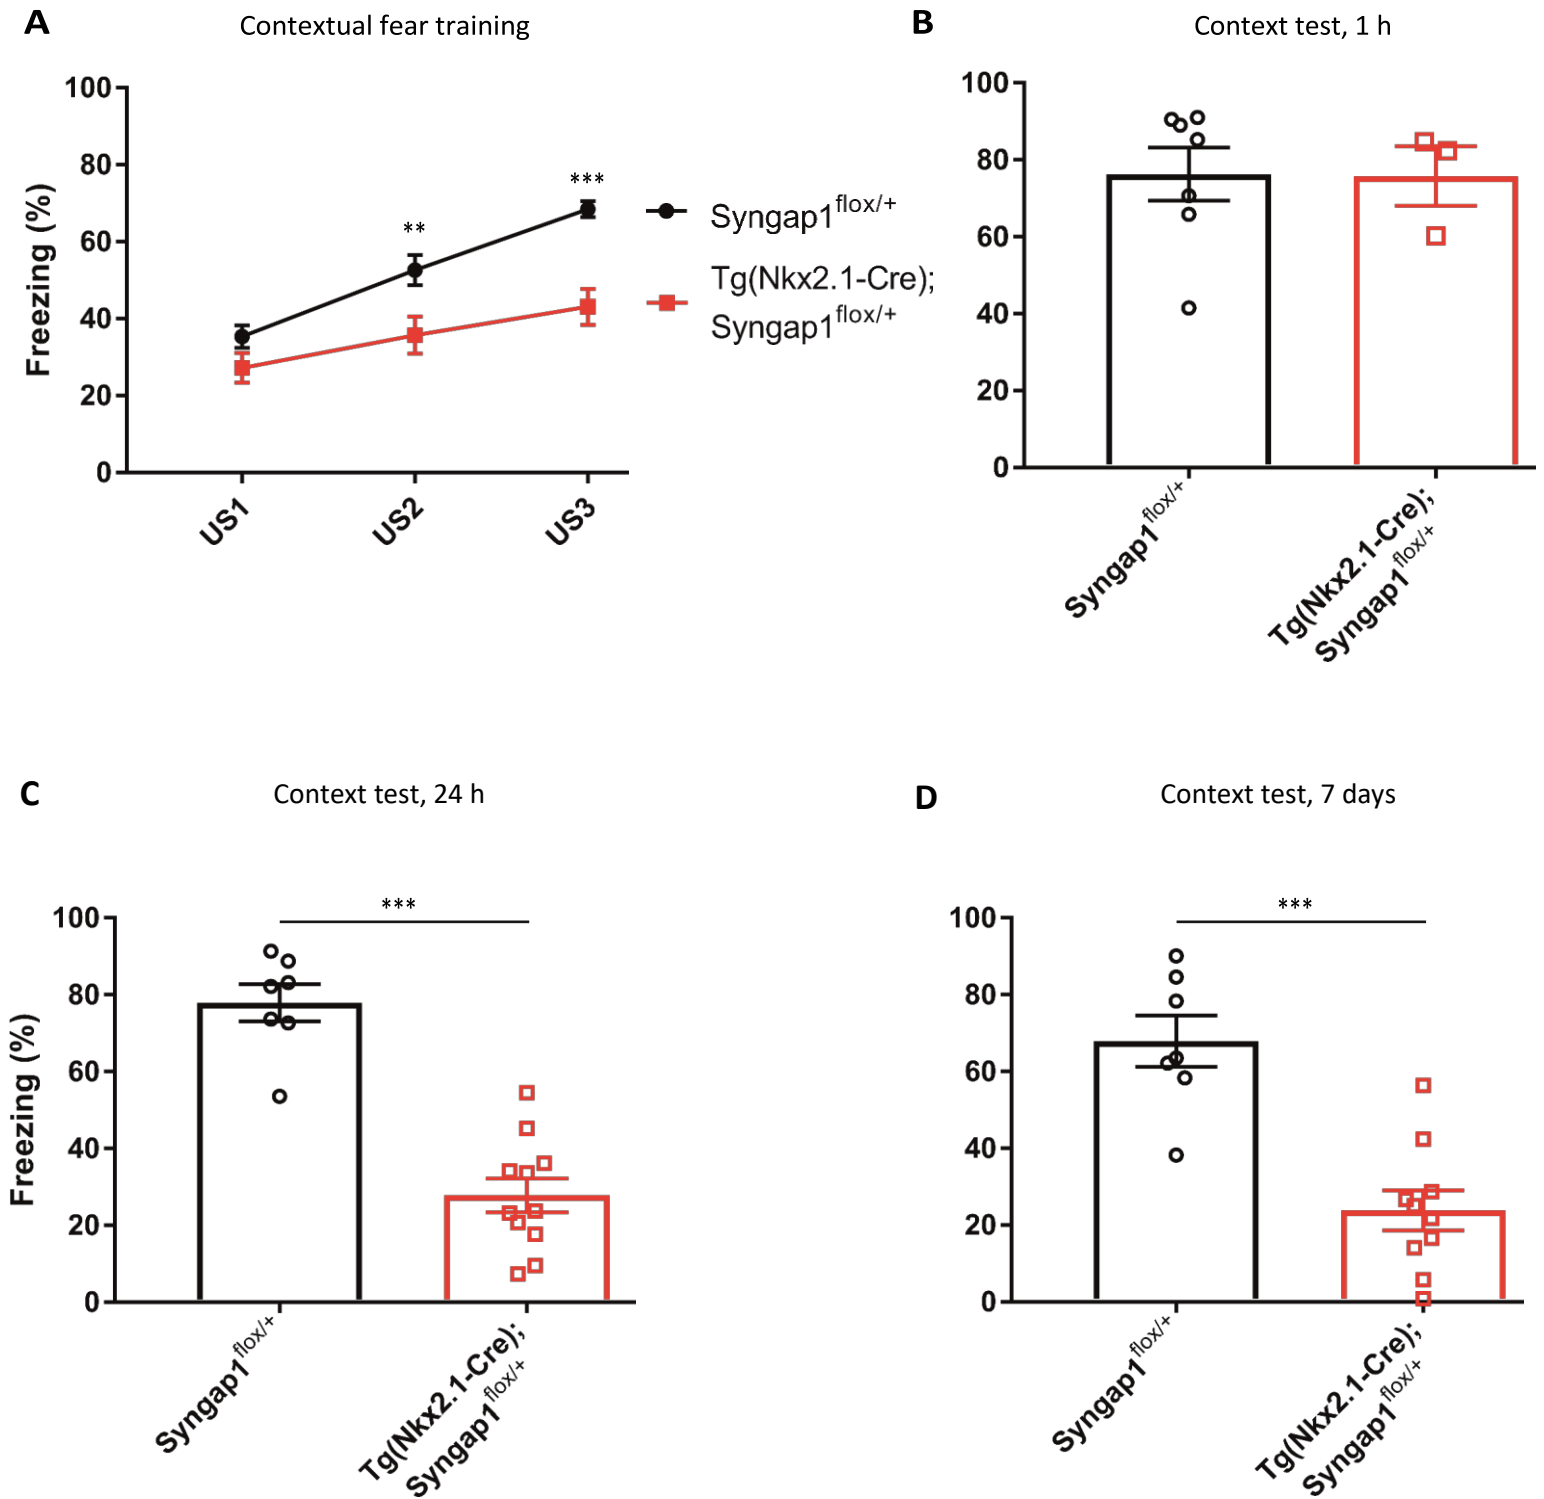 A
Contextual fear training
100
80
60
40
20
0
Freezing (%)
**
***
US1
US2
US3
Syngap1flox/+
Tg(Nkx2.1-Cre);
Syngap1flox/+
B
Context test, 1 h
100
80
60
40
20
0
Syngap1flox/+
Tg(Nkx2.1-Cre);
Syngap1flox/+
C
Context test, 24 h
***
100
80
60
40
20
0
Freezing (%)
Syngap1flox/+
Tg(Nkx2.1-Cre);
Syngap1flox/+
D
Context test, 7 days
***
100
80
60
40
20
0
Syngap1flox/+
Tg(Nkx2.1-Cre);
Syngap1flox/+